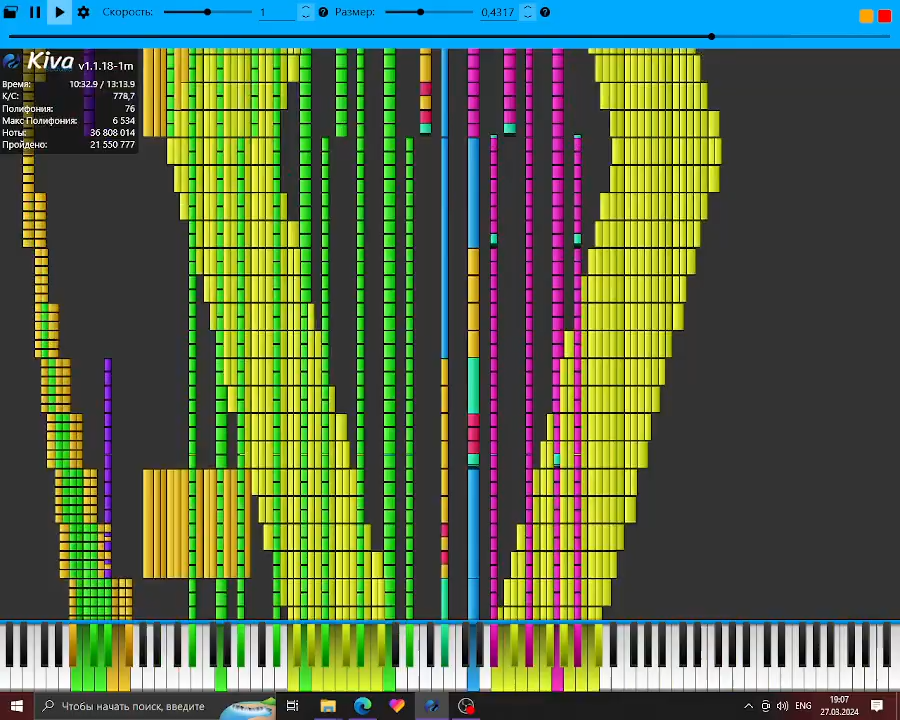 Скорость: 1 Размер: 0,4317
Kiva v1.1.18-1m
Время: 10:32.9 / 13:13.9
К/С: 778,7
Полифония: 76
Макс Полифония: 6 534
Ноты: 36 808 014
Пройдено: 21 550 777
Чтобы начать поиск, введите
ENG
19:07
27.03.2024